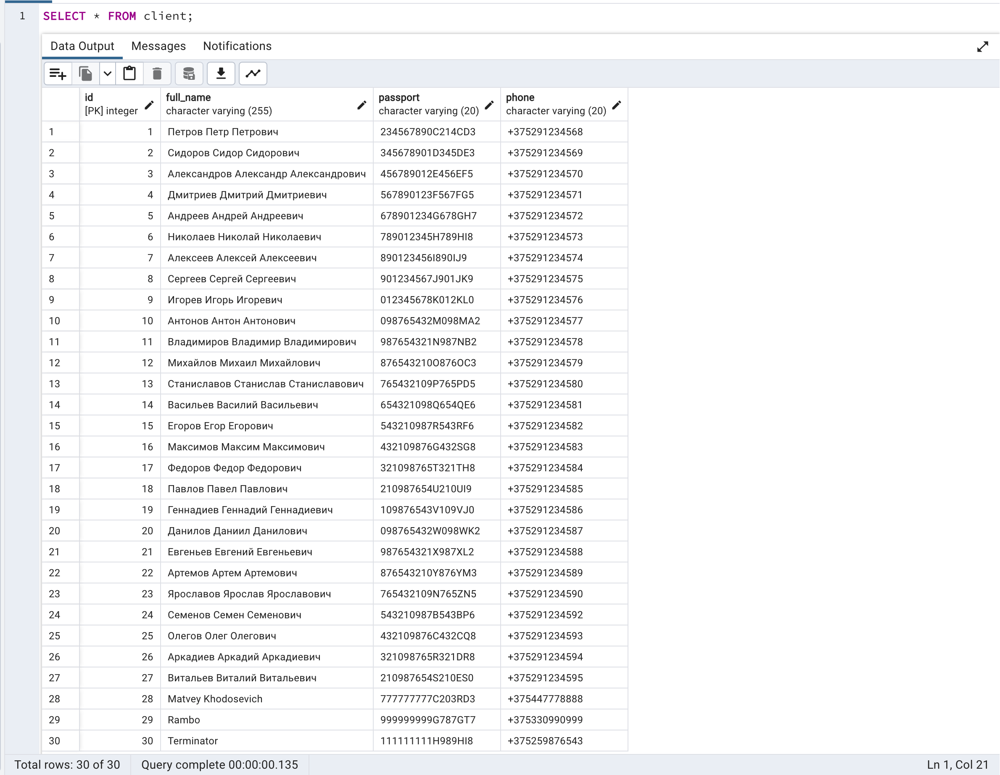 1 SELECT * FROM client;
Data Output Messages Notifications
id full_name passport phone
[PK] integer character varying (255) character varying (20) character varying (20)
1 1 Петров Петр Петрович 234567890C214CD3 +375291234568
2 2 Сидоров Сидор Сидорович 345678901D345DE3 +375291234569
3 3 Александров Александр Александрович 456789012E456EF5 +375291234570
4 4 Дмитриев Дмитрий Дмитриевич 567890123F567FG5 +375291234571
5 5 Андреев Андрей Андреевич 678901234G678GH7 +375291234572
6 6 Николаев Николай Николаевич 789012345H789HI8 +375291234573
7 7 Алексеев Алексей Алексеевич 890123456I890IJ9 +375291234574
8 8 Сергеев Сергей Сергеевич 901234567J901JK9 +375291234575
9 9 Игорев Игорь Игоревич 012345678K012KL0 +375291234576
10 10 Антонов Антон Антонович 098765432M098MA2 +375291234577
11 11 Владимиров Владимир Владимирович 987654321N987NB2 +375291234578
12 12 Михайлов Михаил Михайлович 876543210O876OC3 +375291234579
13 13 Станиславов Станислав Станиславович 765432109P765PD5 +375291234580
14 14 Васильев Василий Васильевич 654321098Q654QE6 +375291234581
15 15 Егоров Егор Егорович 543210987R543RF6 +375291234582
16 16 Максимов Максим Максимович 432109876G432SG8 +375291234583
17 17 Федоров Федор Федорович 321098765T321TH8 +375291234584
18 18 Павлов Павел Павлович 210987654U210UI9 +375291234585
19 19 Геннадиев Геннадий Геннадиевич 109876543V109VJ0 +375291234586
20 20 Данилов Даниил Данилович 098765432W098WK2 +375291234587
21 21 Евгеньев Евгений Евгеньевич 987654321X987XL2 +375291234588
22 22 Артемов Артем Артемович 876543210Y876YM3 +375291234589
23 23 Ярославов Ярослав Ярославович 765432109N765ZN5 +375291234590
24 24 Семенов Семен Семенович 543210987B543BP6 +375291234592
25 25 Олегов Олег Олегович 432109876C432CQ8 +375291234593
26 26 Аркадиев Аркадий Аркадиевич 321098765R321DR8 +375291234594
27 27 Витальев Виталий Витальевич 210987654S210ES0 +375291234595
28 28 Matvey Khodosevich 777777777C203RD3 +375447778888
29 29 Rambo 999999999G787GT7 +375330990999
30 30 Terminator 111111111H989HI8 +375259876543
Total rows: 30 of 30 Query complete 00:00:00.135 Ln 1, Col 21